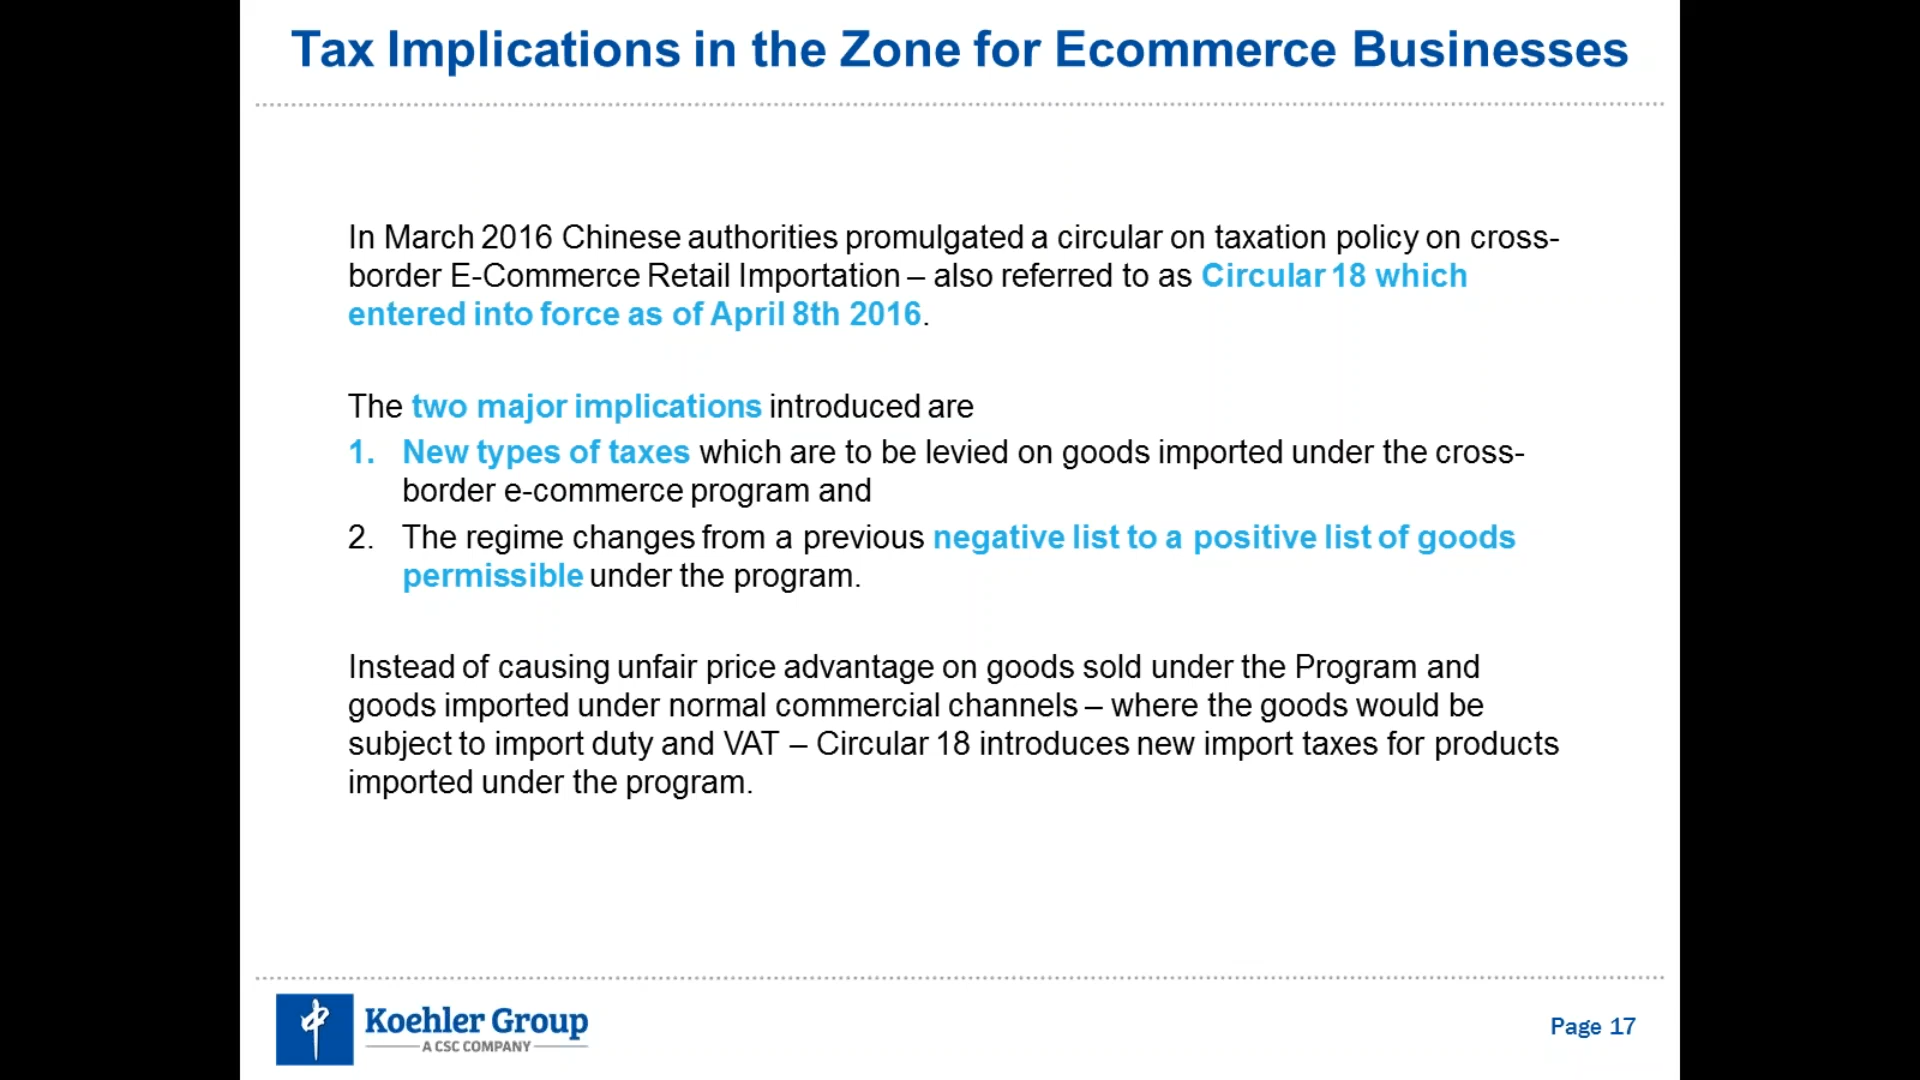 Tax Implications in the Zone for Ecommerce Businesses
In March 2016 Chinese authorities promulgated a circular on taxation policy on cross-
border E-Commerce Retail Importation – also referred to as Circular 18 which
entered into force as of April 8th 2016.
The two major implications introduced are
1. New types of taxes which are to be levied on goods imported under the cross-
border e-commerce program and
2. The regime changes from a previous negative list to a positive list of goods
permissible under the program.
Instead of causing unfair price advantage on goods sold under the Program and
goods imported under normal commercial channels – where the goods would be
subject to import duty and VAT – Circular 18 introduces new import taxes for products
imported under the program.
Koehler Group
A CSC COMPANY
Page 17